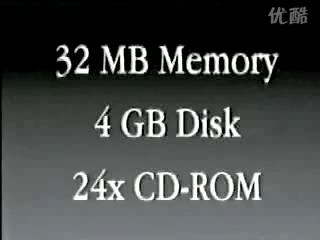 优酷
32 MB Memory
4 GB Disk
24x CD-ROM